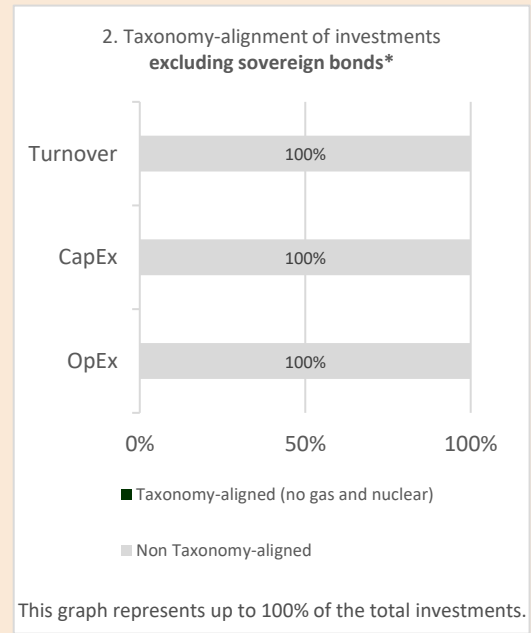 2. Taxonomy-alignment of investments
excluding sovereign bonds*
Turnover
100%
CapEx
100%
OpEx
100%
0%
50%
100%
Taxonomy-aligned (no gas and nuclear)
Non Taxonomy-aligned
This graph represents up to 100% of the total investments.